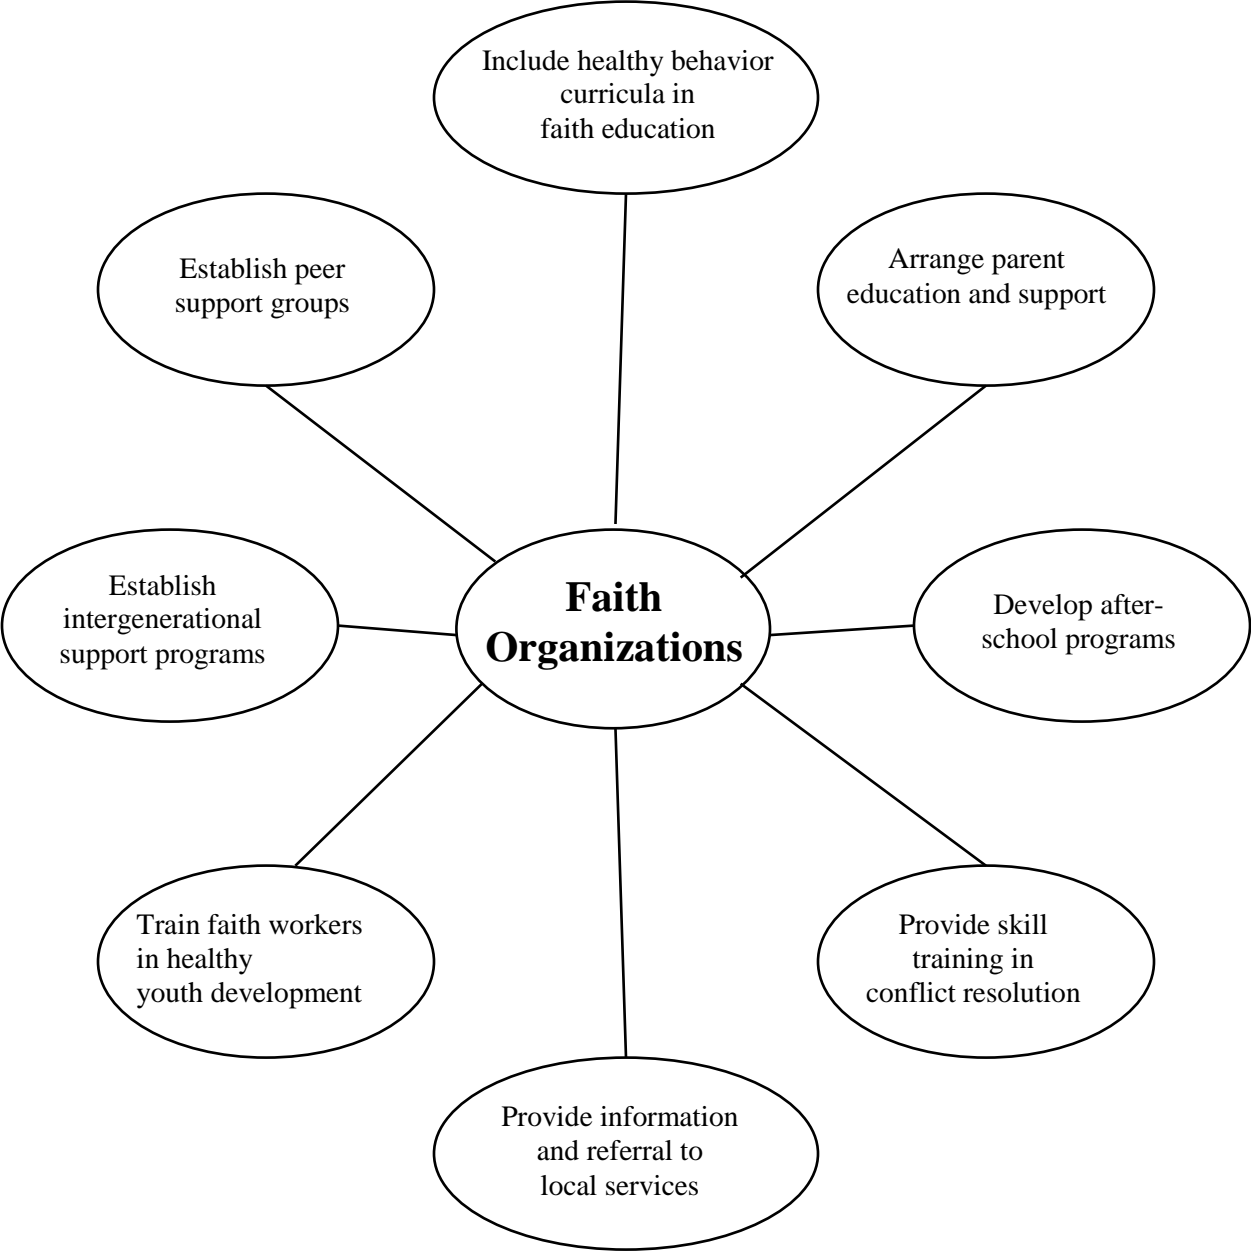 Include healthy behavior
curricula in
faith education
Establish peer
support groups
Arrange parent
education and support
Establish
intergenerational
support programs
Faith
Organizations
Develop after-
school programs
Train faith workers
in healthy
youth development
Provide skill
training in
conflict resolution
Provide information
and referral to
local services